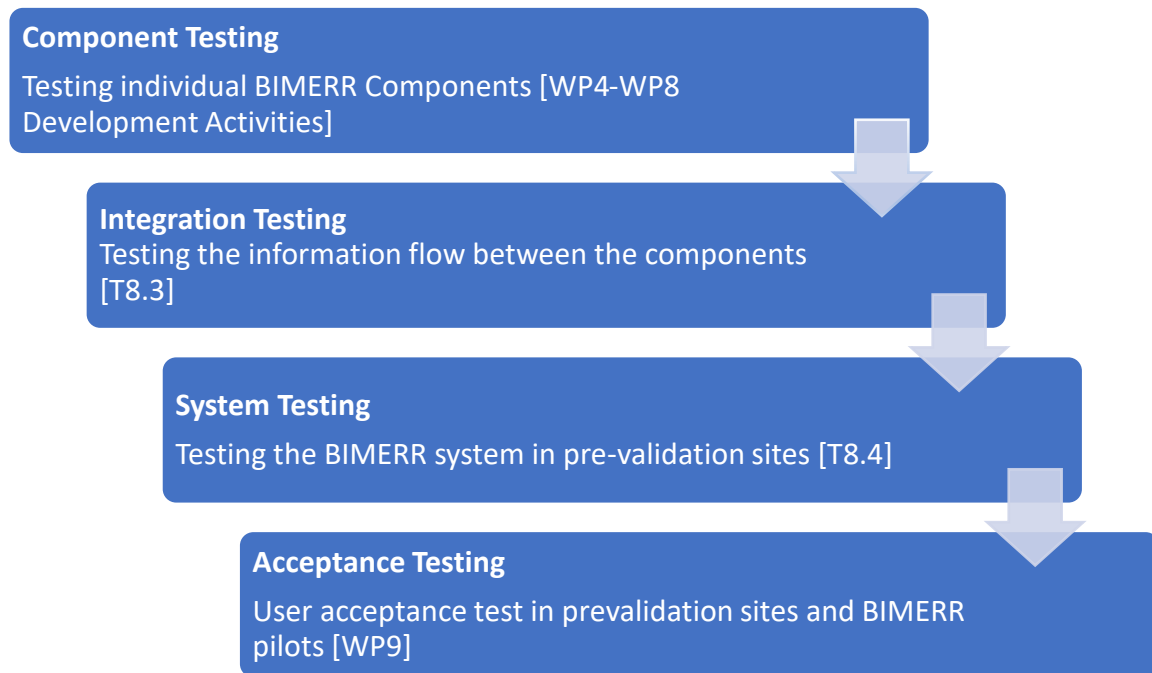 Component Testing
Testing individual BIMERR Components [WP4-WP8
Development Activities]
Integration Testing
Testing the information flow between the components
[T8.3]
System Testing
Testing the BIMERR system in pre-validation sites [T8.4]
Acceptance Testing
User acceptance test in prevalidation sites and BIMERR
pilots [WP9]